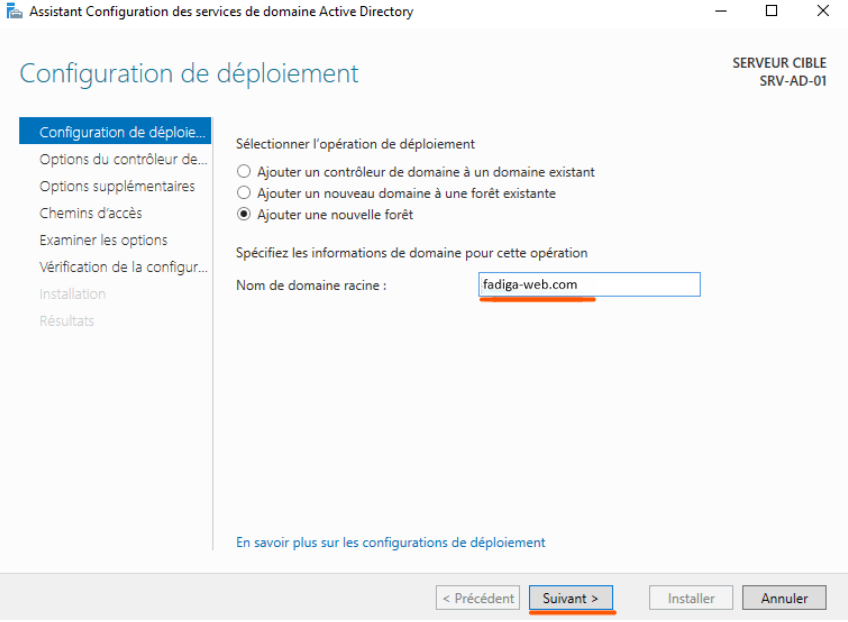 Assistant Configuration des services de domaine Active Directory
Configuration de déploiement
SERVEUR CIBLE
SRV-AD-01
Configuration de déploie...
Options du contrôleur de...
Options supplémentaires
Chemins d'accès
Examiner les options
Vérification de la configur...
Installation
Résultats
Sélectionner l'opération de déploiement
Ajouter un contrôleur de domaine à un domaine existant
Ajouter un nouveau domaine à une forêt existante
Ajouter une nouvelle forêt
Spécifiez les informations de domaine pour cette opération
Nom de domaine racine : fadiga-web.com
En savoir plus sur les configurations de déploiement
< Précédent Suivant > Installer Annuler